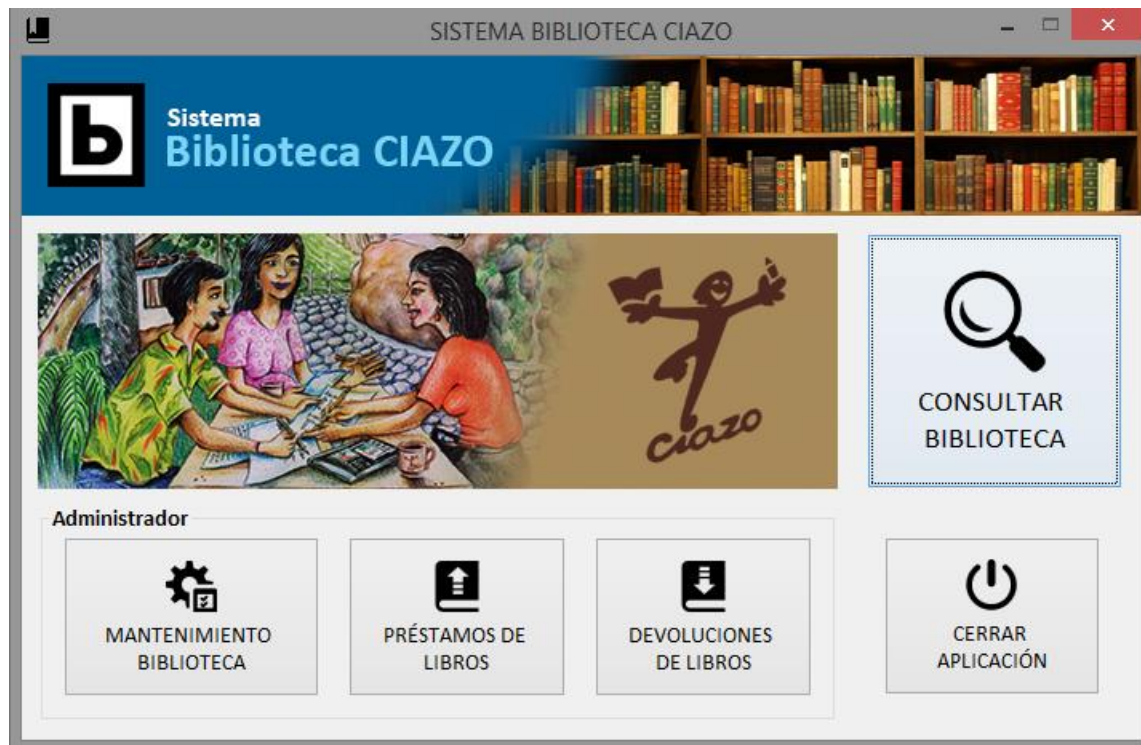 SISTEMA BIBLIOTECA CIAZO
b
Sistema
Biblioteca CIAZO
ciazo
CONSULTAR
BIBLIOTECA
Administrador
MANTENIMIENTO
BIBLIOTECA
PRÉSTAMOS DE
LIBROS
DEVOLUCIONES
DE LIBROS
CERRAR
APLICACIÓN